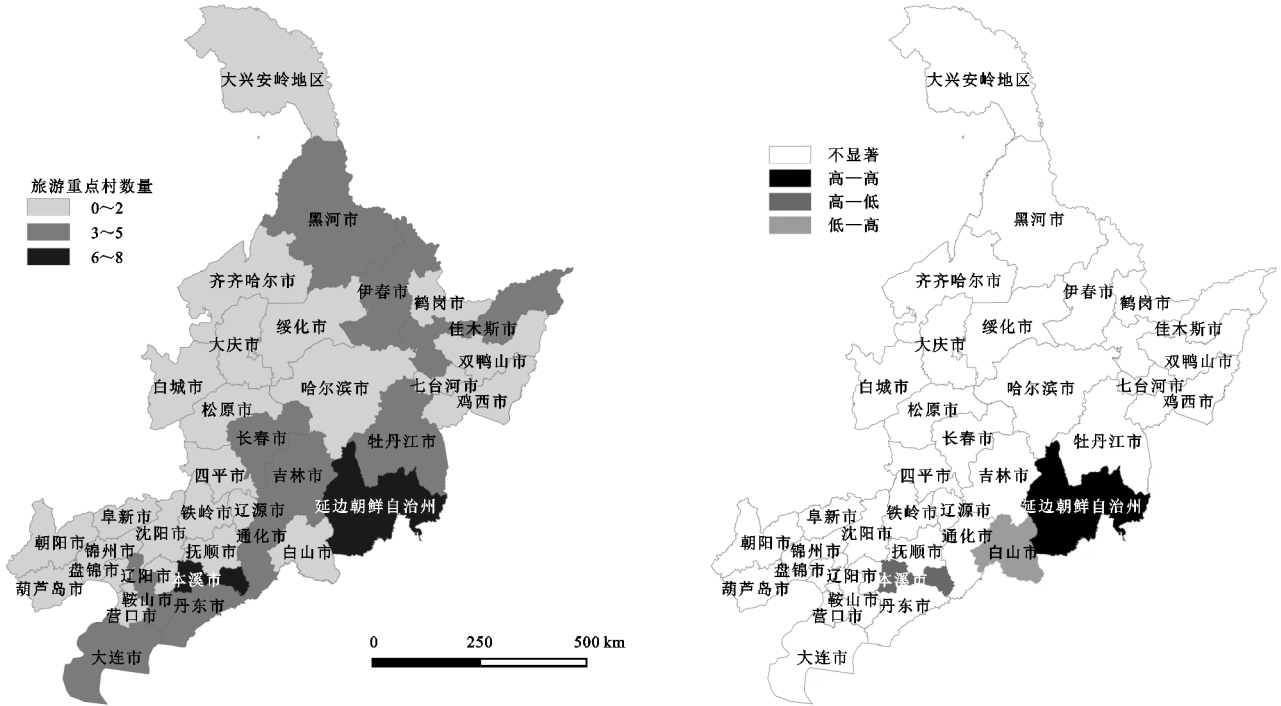 大兴安岭地区
旅游重点村数量
0～2
3～5
6～8
黑河市
齐齐哈尔市
伊春市
鹤岗市
绥化市
佳木斯市
大庆市
双鸭山市
白城市
哈尔滨市
七台河市
鸡西市
松原市
长春市
牡丹江市
四平市
吉林市
延边朝鲜自治州
阜新市
铁岭市
辽源市
沈阳市
通化市
朝阳市
锦州市
抚顺市
白山市
盘锦市
辽阳市
本溪市
葫芦岛市
鞍山市
丹东市
营口市
大连市
0 250 500 km
大兴安岭地区
不显著
高—高
高—低
低—高
黑河市
齐齐哈尔市
伊春市
鹤岗市
绥化市
佳木斯市
大庆市
双鸭山市
白城市
哈尔滨市
七台河市
鸡西市
松原市
长春市
牡丹江市
四平市
吉林市
延边朝鲜自治州
阜新市
铁岭市
辽源市
沈阳市
通化市
朝阳市
锦州市
抚顺市
白山市
盘锦市
辽阳市
本溪市
葫芦岛市
鞍山市
丹东市
营口市
大连市